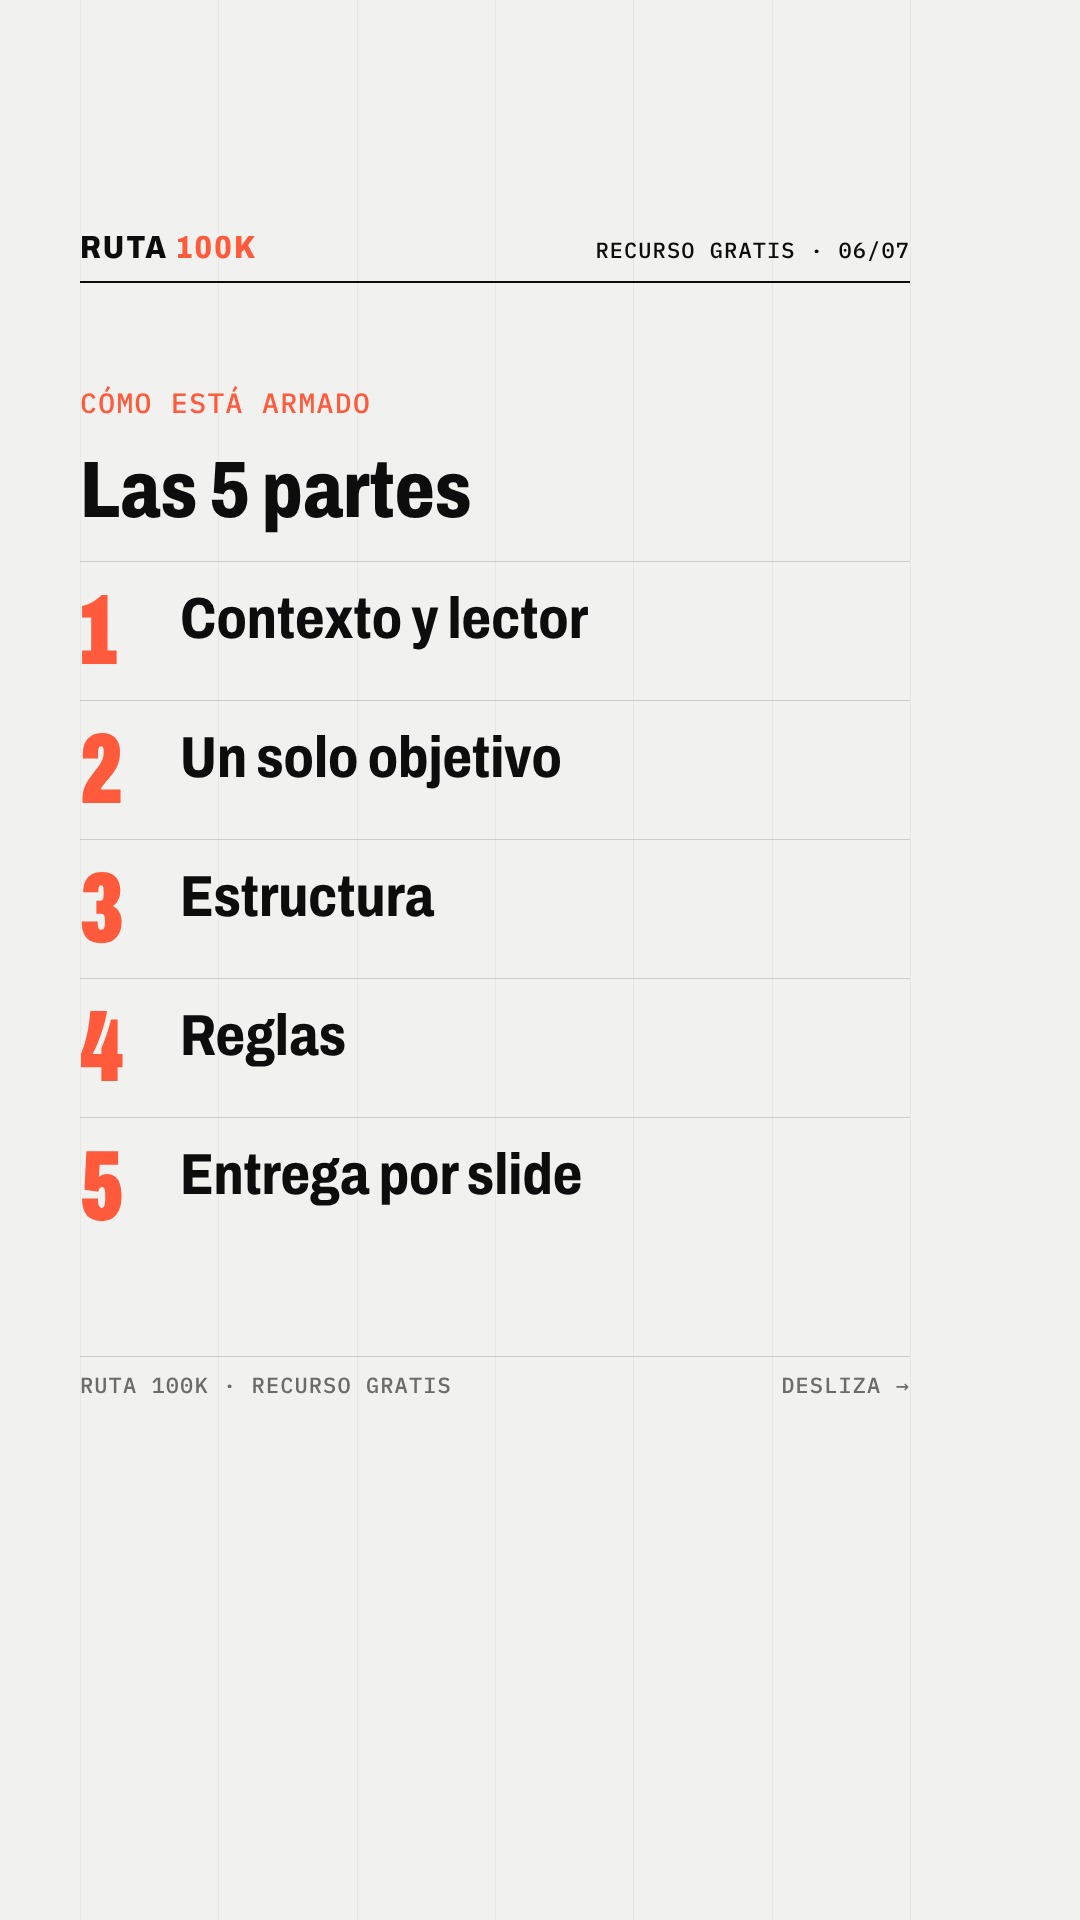 RUTA 100K
RECURSO GRATIS · 06/07
CÓMO ESTÁ ARMADO
Las 5 partes
1 Contexto y lector
2 Un solo objetivo
3 Estructura
4 Reglas
5 Entrega por slide
RUTA 100K · RECURSO GRATIS
DESLIZA →